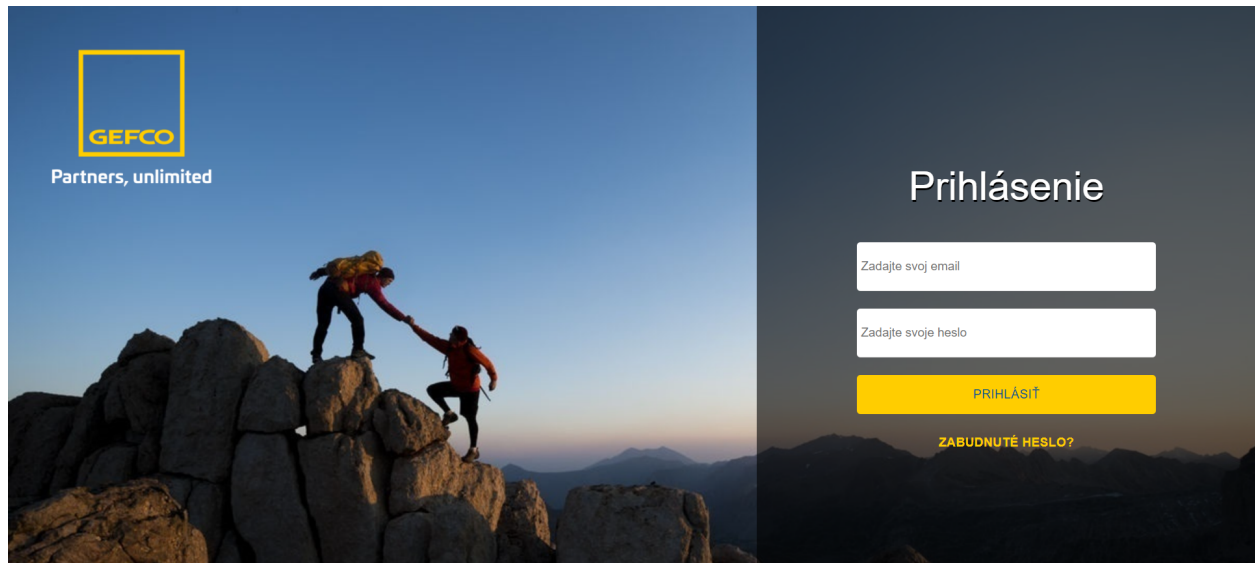 GEFCO
Partners, unlimited
Prihlásenie
Zadajte svoj email
Zadajte svoje heslo
PRIHLÁSIŤ
ZABUDNUTÉ HESLO?